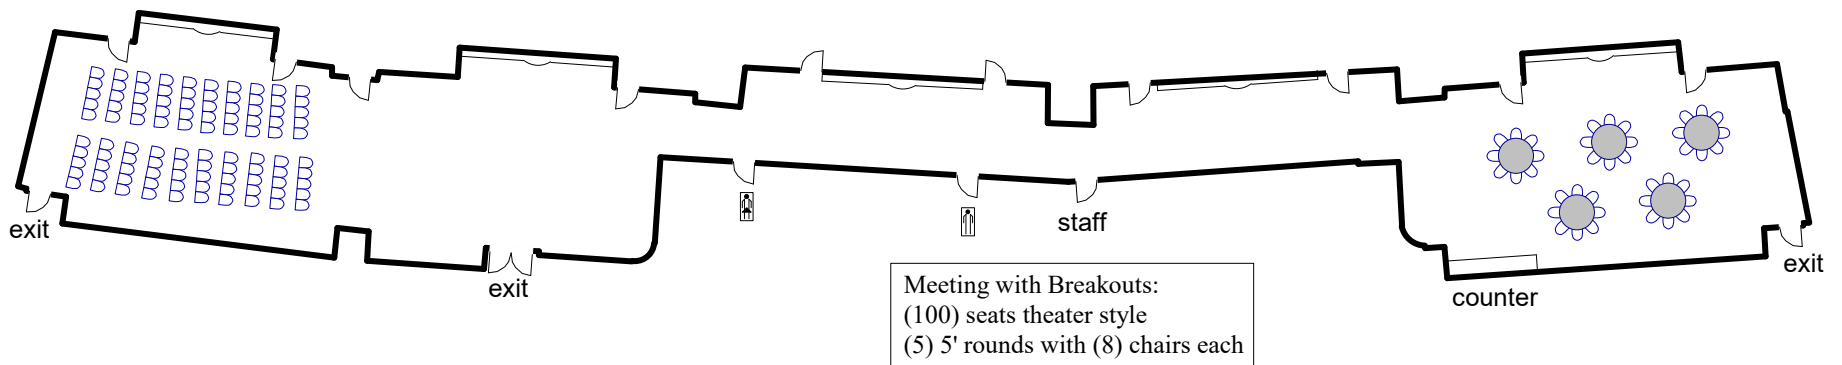 exit
exit
staff
exit
counter
Meeting with Breakouts:
(100) seats theater style
(5) 5' rounds with (8) chairs each